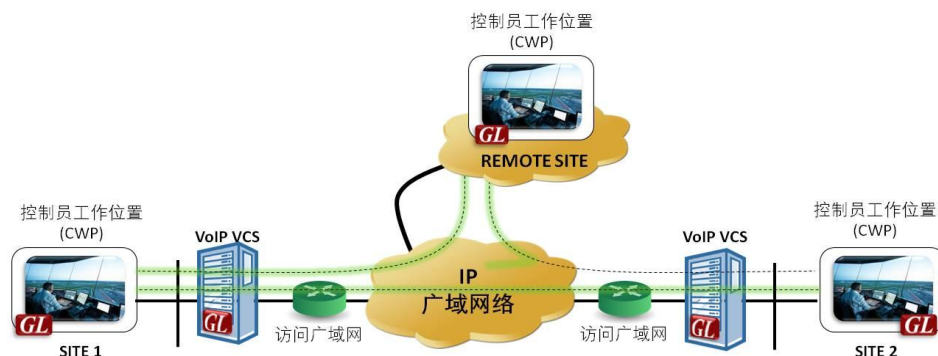 控制员工作位置
(CWP)
GL
REMOTE SITE
控制员工作位置
(CWP)
GL
SITE 1
VoIP VCS
GL
访问广域网
IP
广域网络
访问广域网
VoIP VCS
GL
控制员工作位置
(CWP)
GL
SITE 2